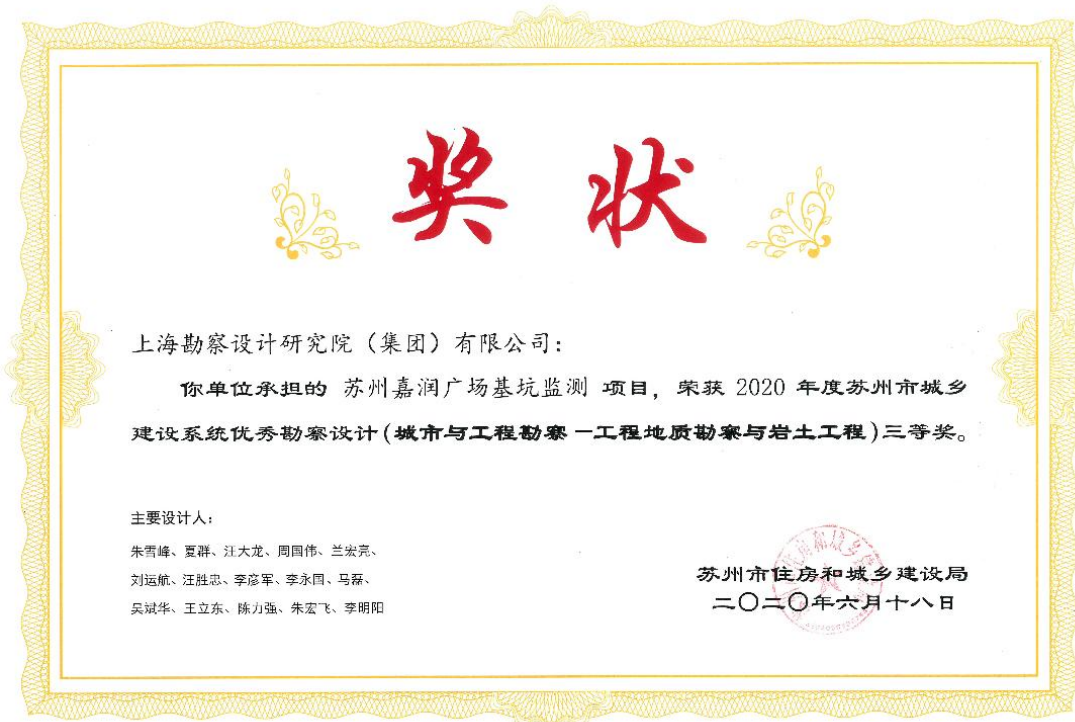 奖状
上海勘察设计研究院（集团）有限公司：
你单位承担的 苏州嘉润广场基坑监测 项目，荣获 2020 年度苏州市城乡
建设系统优秀勘察设计(城市与工程勘察－工程地质勘察与岩土工程)三等奖。
主要设计人：
朱雪峰、夏群、汪大龙、周国伟、兰宏亮、
刘运航、汪胜忠、李彦军、李永国、马磊、
吴斌华、王立东、陈力强、朱宏飞、李明阳
苏州市住房和城乡建设局
二〇二〇年六月十八日